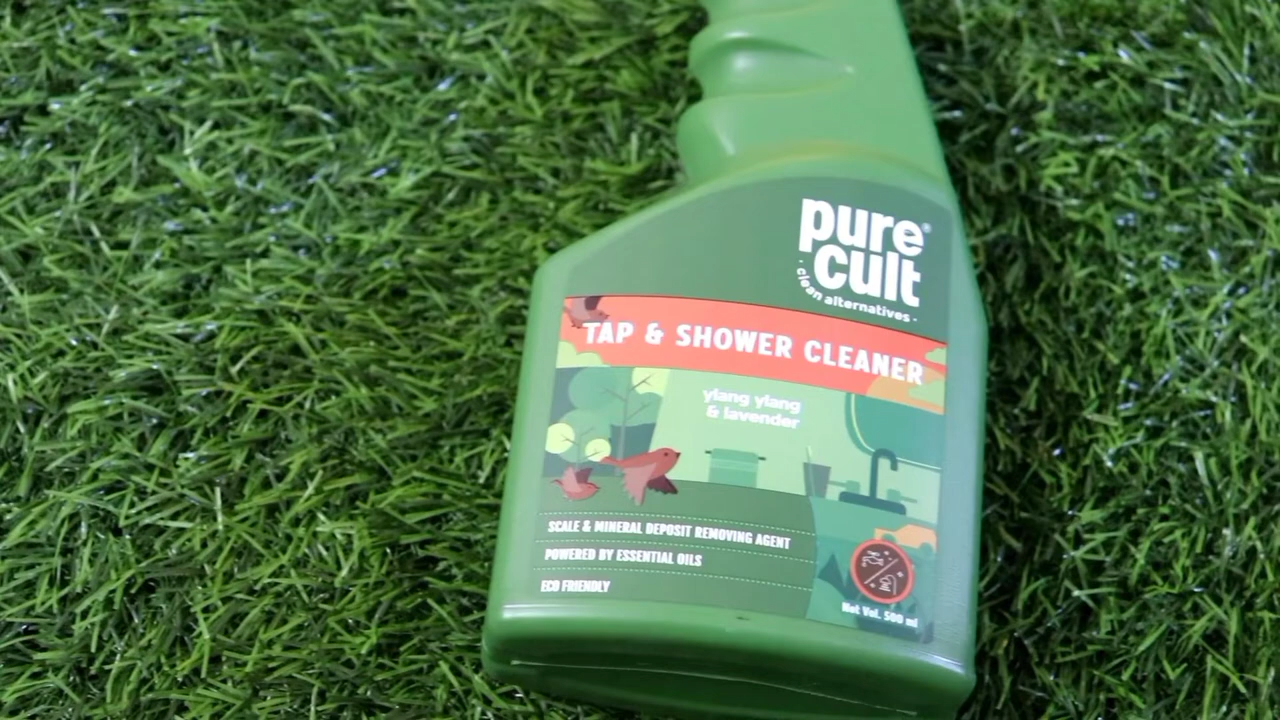 pure®
cult
· clean alternatives ·
TAP & SHOWER CLEANER
ylang ylang
& lavender
SCALE & MINERAL DEPOSIT REMOVING AGENT
POWERED BY ESSENTIAL OILS
ECO FRIENDLY
Net Vol. 500 ml